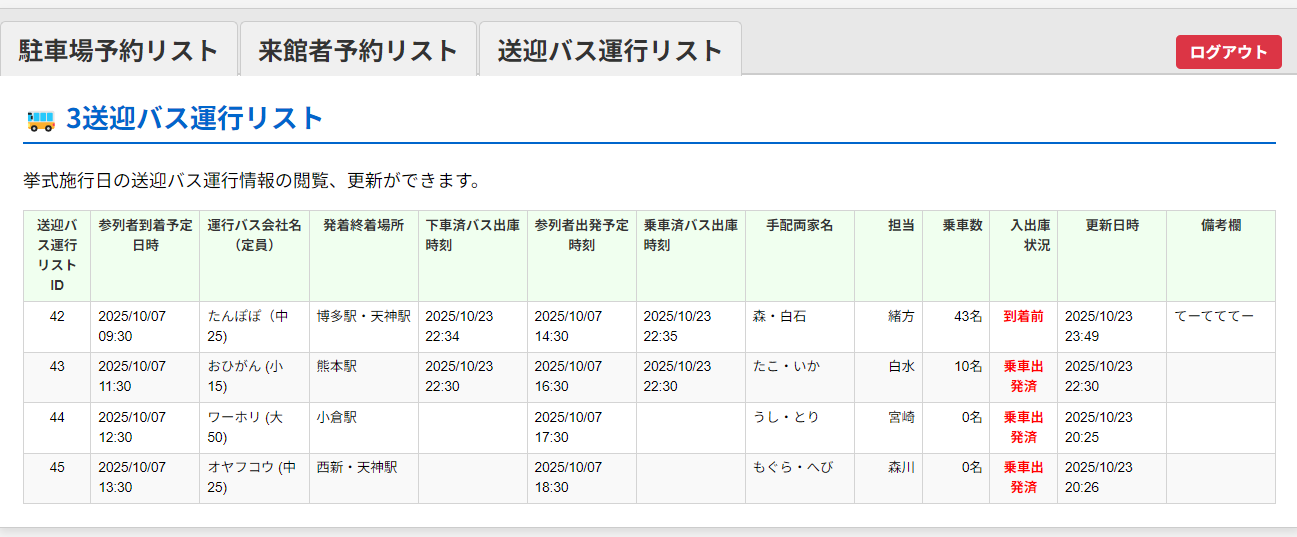 駐車場予約リスト 来館者予約リスト 送迎バス運行リスト ログアウト
3送迎バス運行リスト
挙式施行日の送迎バス運行情報の閲覧、更新ができます。
送迎バス運行リストID 参列者到着予定日時 運行バス会社名（定員） 発着終着場所 下車済バス出庫時刻 参列者出発予定時刻 乗車済バス出庫時刻 手配両家名 担当 乗車数 入出庫状況 更新日時 備考欄
42 2025/10/07 09:30 たんぽぽ（中25) 博多駅・天神駅 2025/10/23 22:34 2025/10/07 14:30 2025/10/23 22:35 森・白石 緒方 43名 到着前 2025/10/23 23:49 てーてててー
43 2025/10/07 11:30 おひがん (小15) 熊本駅 2025/10/23 22:30 2025/10/07 16:30 2025/10/23 22:30 たこ・いか 白水 10名 乗車出発済 2025/10/23 22:30
44 2025/10/07 12:30 ワーホリ (大50) 小倉駅 2025/10/07 17:30 うし・とり 宮崎 0名 乗車出発済 2025/10/23 20:25
45 2025/10/07 13:30 オヤフコウ (中25) 西新・天神駅 2025/10/07 18:30 もぐら・へび 森川 0名 乗車出発済 2025/10/23 20:26